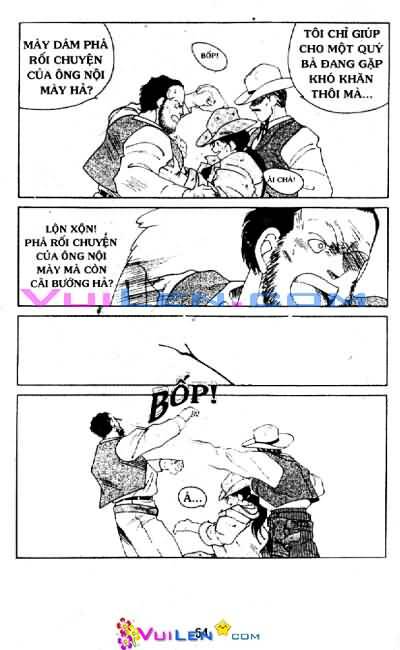 MÀY DÁM PHÁ
RỐI CHUYỆN
CỦA ÔNG NỘI
MÀY HẢ?
BỐP!
TÔI CHỈ GIÚP
CHO MỘT QUÝ
BÀ ĐANG GẶP
KHÓ KHĂN
THÔI MÀ...
ÁI CHÀ!
LỘN XỘN!
PHÁ RỐI CHUYỆN
CỦA ÔNG NỘI
MÀY MÀ CÒN
CÃI BƯỚNG HẢ?
VUILEN.COM
BỐP!
Ã...
54
VUILEN.COM